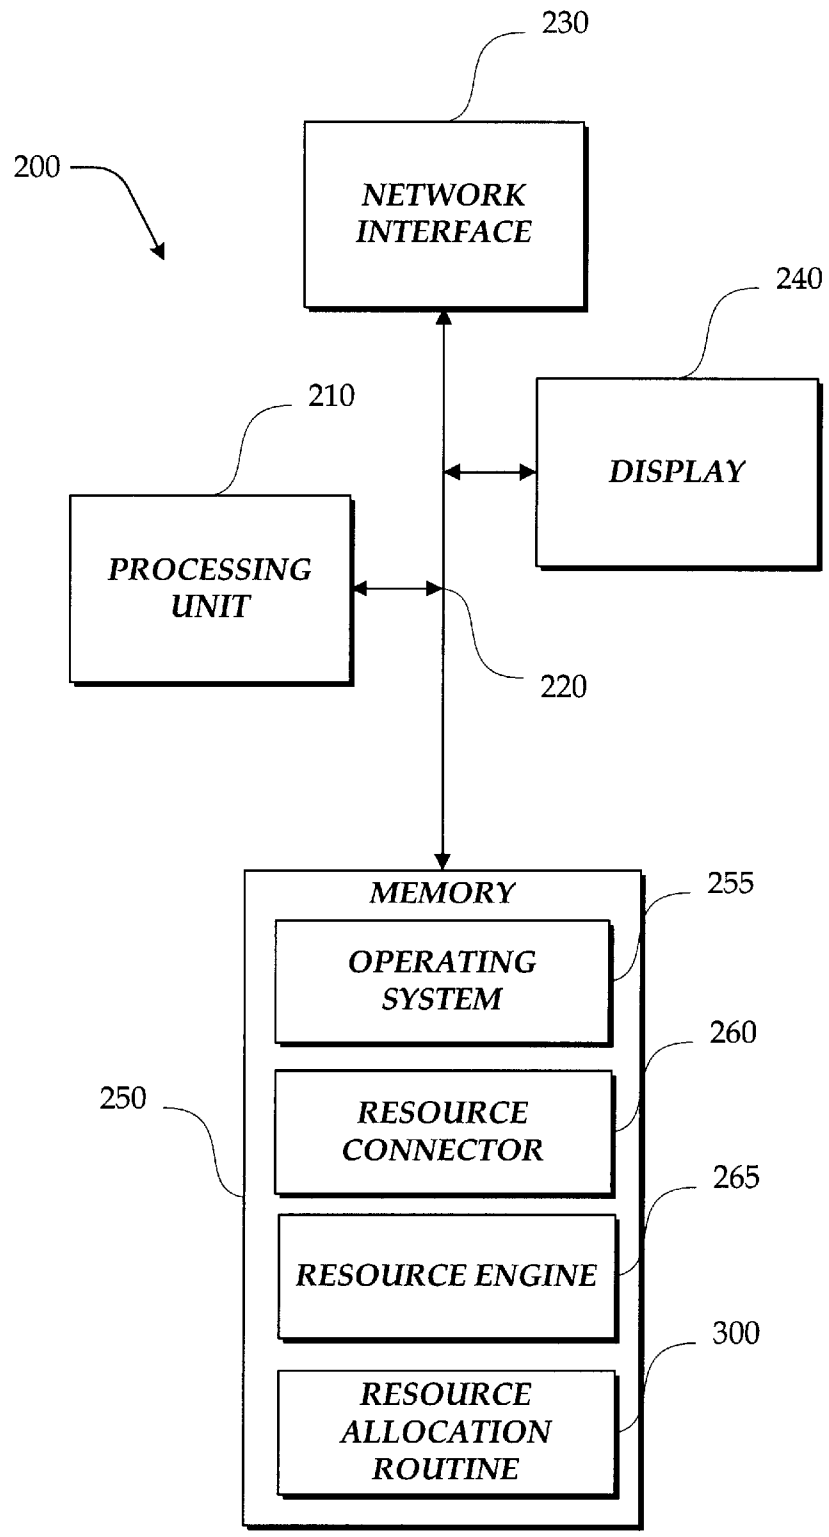 230
200
NETWORK
INTERFACE
240
210
DISPLAY
PROCESSING
UNIT
220
MEMORY
255
OPERATING
SYSTEM
260
250
RESOURCE
CONNECTOR
265
RESOURCE ENGINE
300
RESOURCE
ALLOCATION
ROUTINE